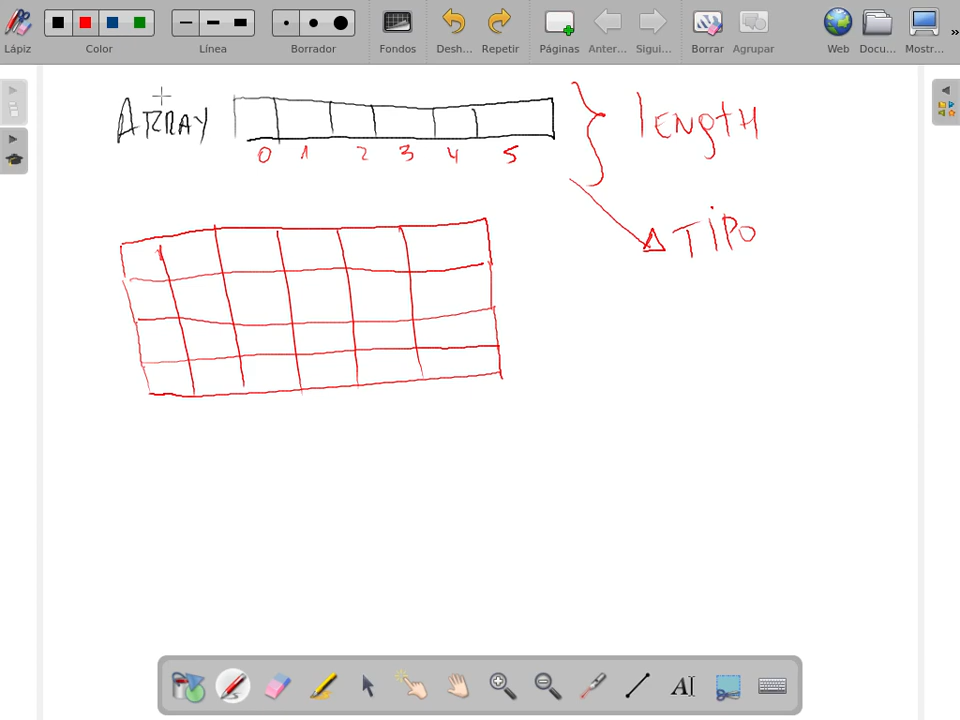 Lápiz
Color
Línea
Borrador
Fondos
Desh...
Repetir
Páginas
Anter...
Sigui...
Borrar
Agrupar
Web
Docu...
Mostr...
»
ARRAY
0 1 2 3 4 5
lENgtH
TiPO